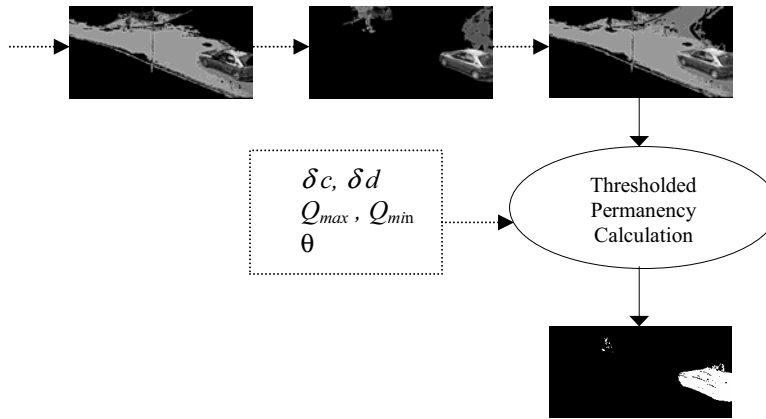 δc, δd
Qmax , Qmin
θ
Thresholded
Permanency
Calculation